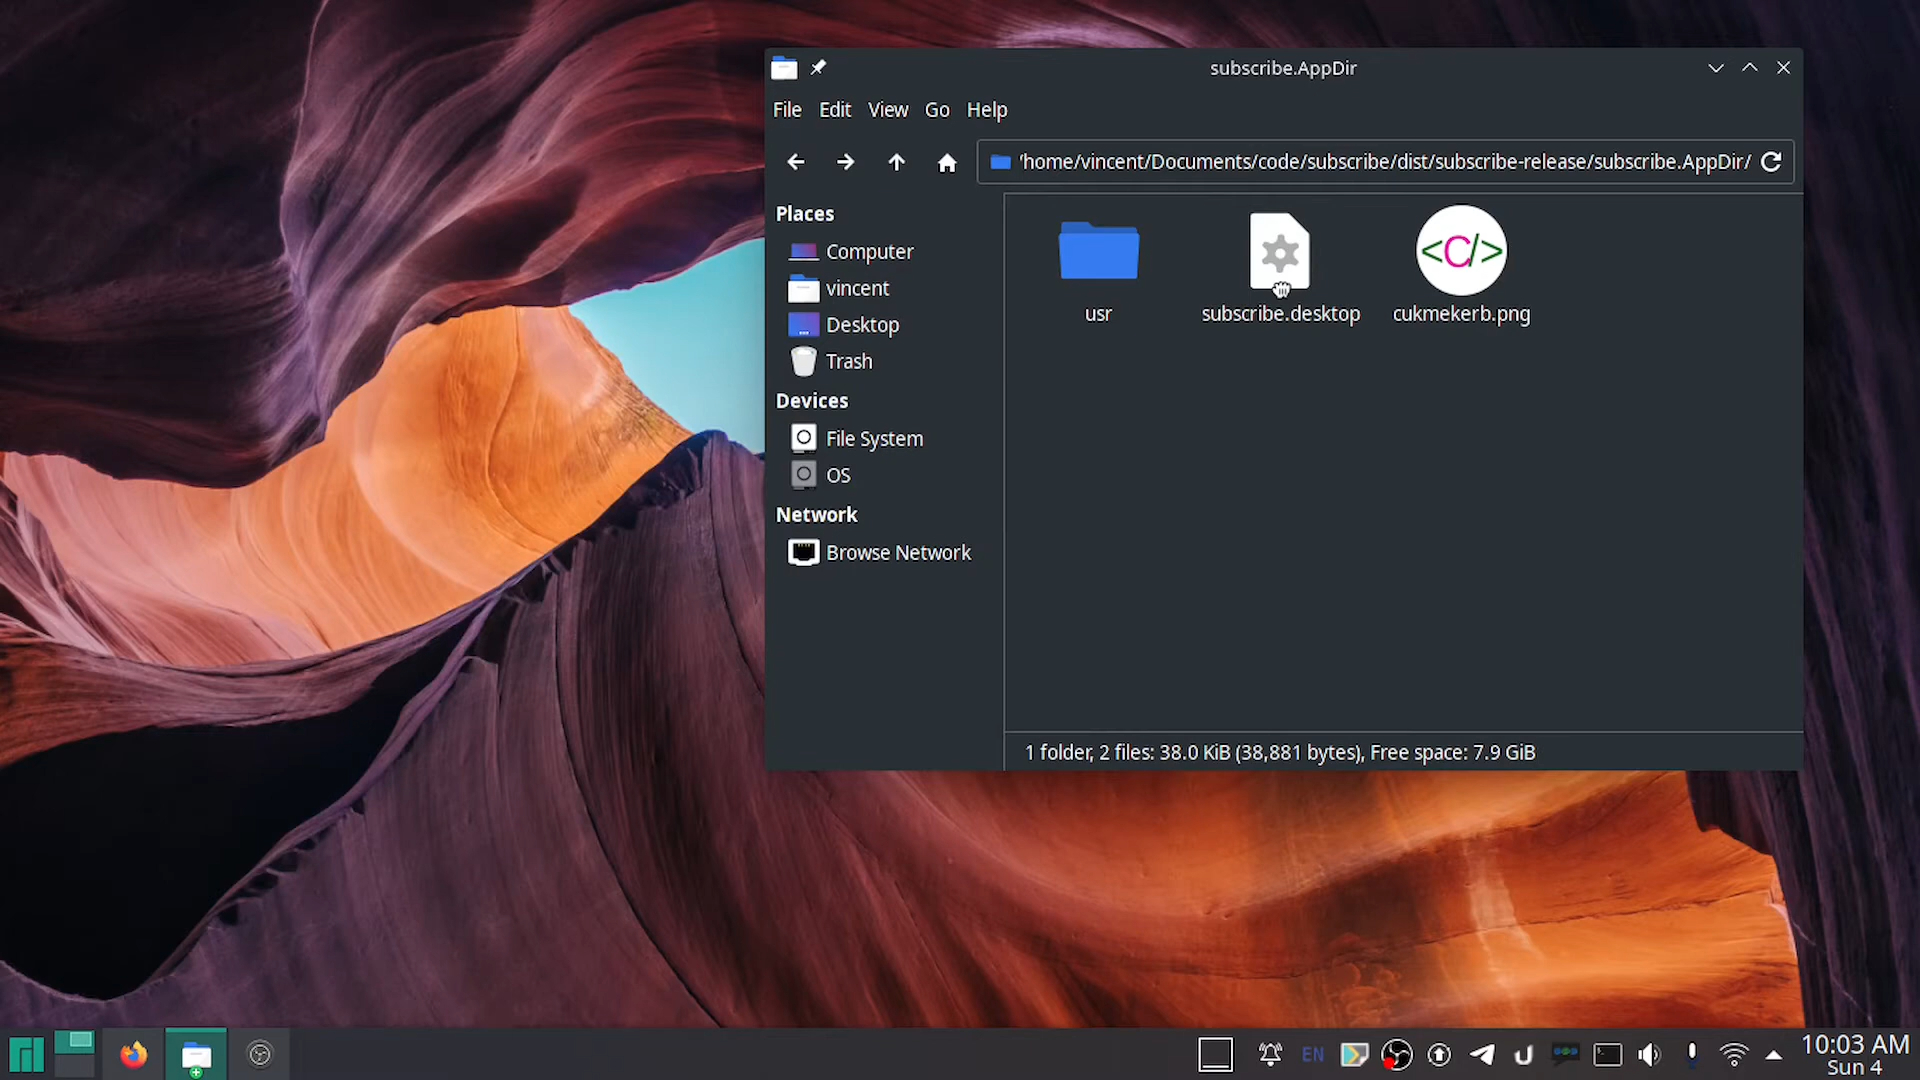 subscribe.AppDir
File Edit View Go Help
/home/vincent/Documents/code/subscribe/dist/subscribe-release/subscribe.AppDir/
Places
Computer
vincent
Desktop
Trash
Devices
File System
OS
Network
Browse Network
<C/>
usr
subscribe.desktop
cukmekerb.png
1 folder, 2 files: 38.0 KiB (38,881 bytes), Free space: 7.9 GiB
EN
10:03 AM
Sun 4